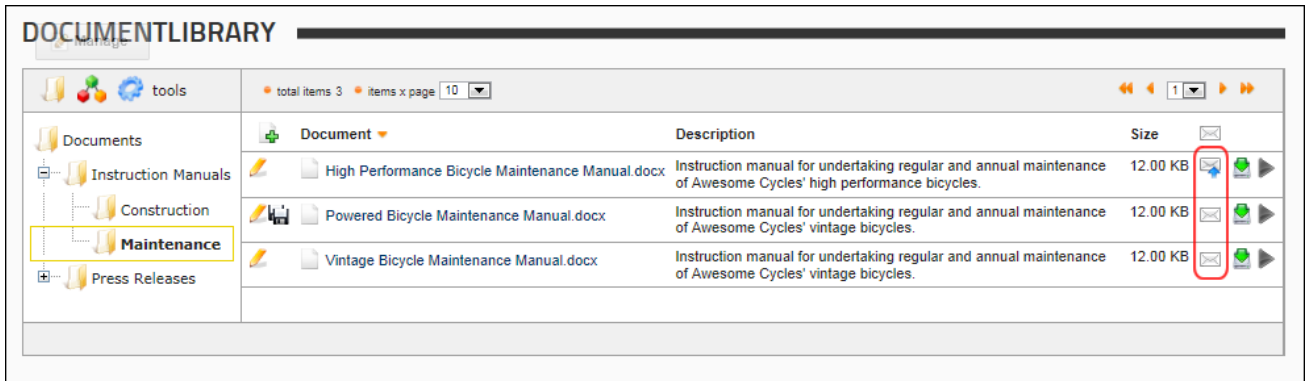 DOCUMENTLIBRARY
Manage
tools
total items 3 items x page 10
1
Documents
Instruction Manuals
Construction
Maintenance
Press Releases
Document Description Size
High Performance Bicycle Maintenance Manual.docx Instruction manual for undertaking regular and annual maintenance 12.00 KB
of Awesome Cycles' high performance bicycles.
Powered Bicycle Maintenance Manual.docx Instruction manual for undertaking regular and annual maintenance 12.00 KB
of Awesome Cycles' vintage bicycles.
Vintage Bicycle Maintenance Manual.docx Instruction manual for undertaking regular and annual maintenance 12.00 KB
of Awesome Cycles' vintage bicycles.